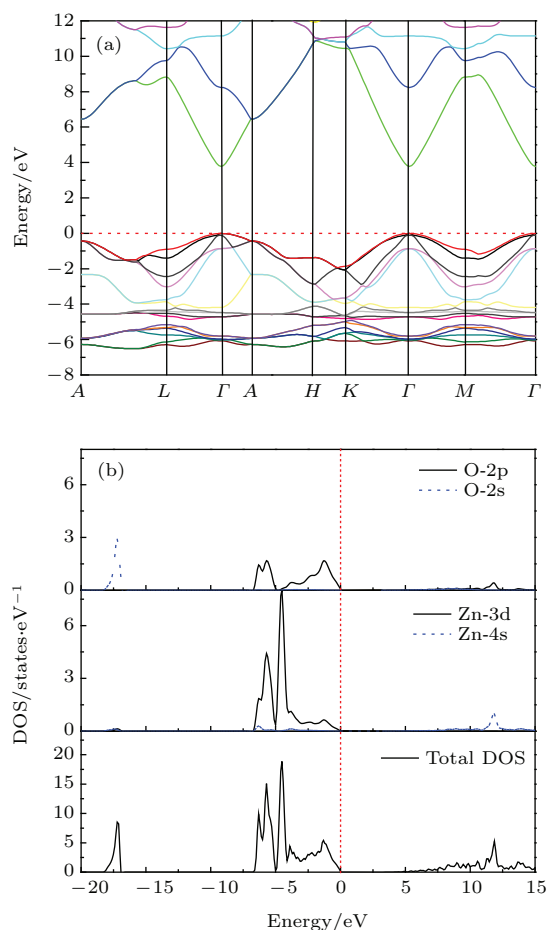 12
(a)
10
8
6
4
2
0
−2
−4
−6
−8
Energy/eV
A L Γ A H K Γ M Γ
(b)
O-2p
O-2s
6
3
0
Zn-3d
Zn-4s
6
3
0
DOS/states·eV⁻¹
Total DOS
20
15
10
5
0
−20 −15 −10 −5 0 5 10 15
Energy/eV